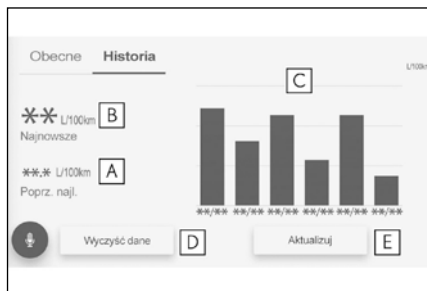 Obecne Historia
C
L/100km
**L/100km B
Najnowsze
**.* L/100km A
Poprz. najl.
**/** **/** **/** **/** **/** **/**
Wyczyść dane D Aktualizuj E